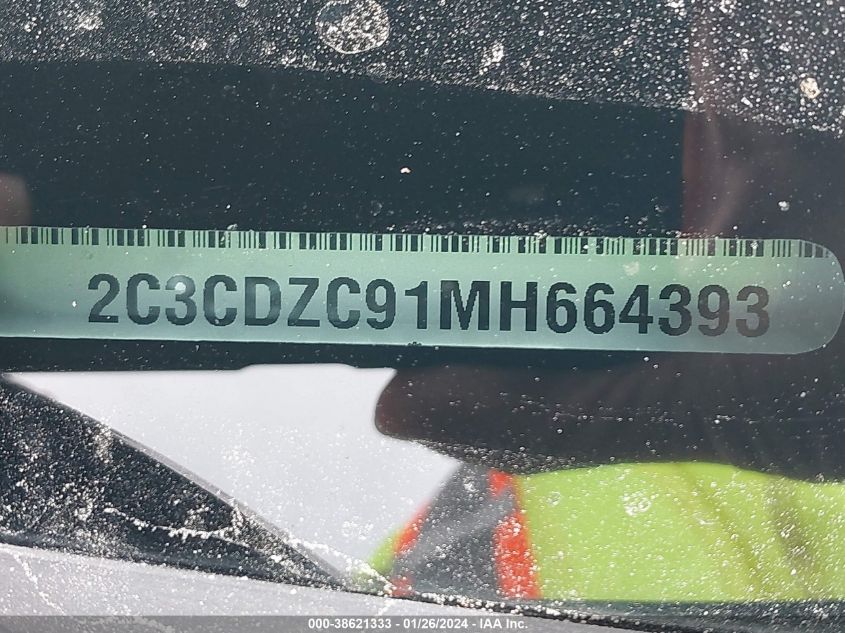 2C3CDZC91MH664393
000-38621333 - 01/26/2024 - IAA Inc.